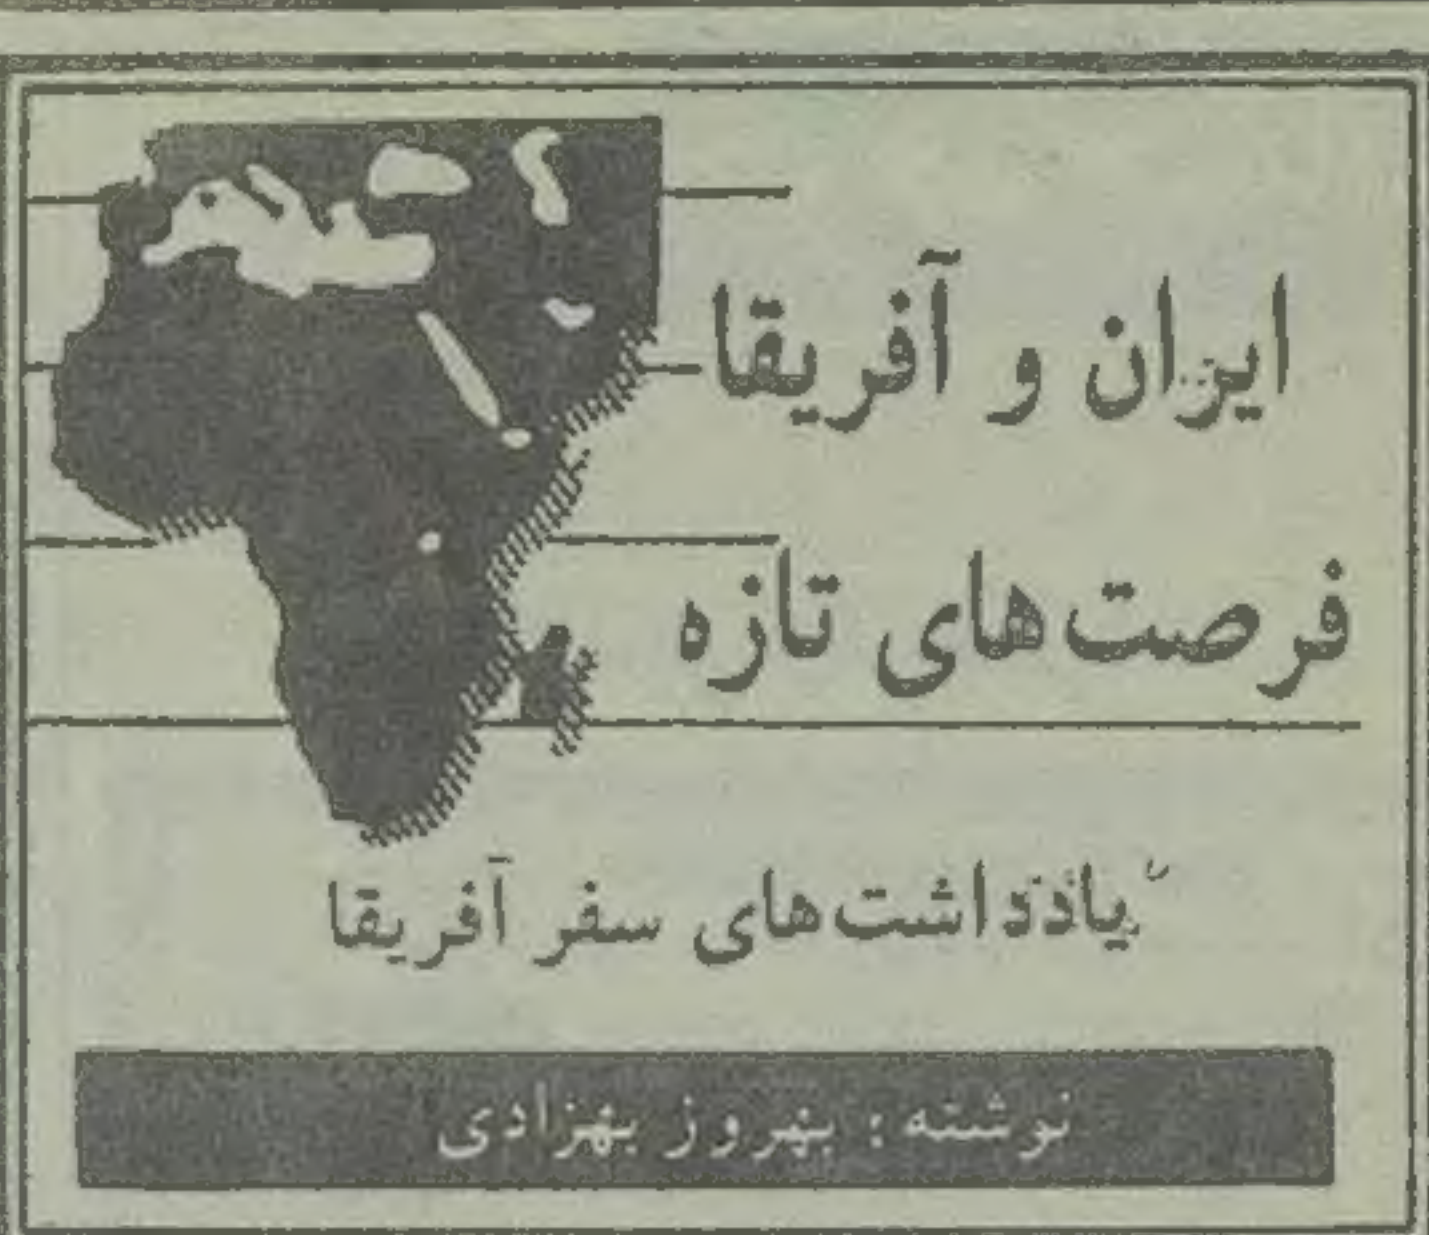 ایران و آفریقا
فرصت‌های تازه
یادداشت‌های سفر آفریقا
نوشته: بهروز بهزادی